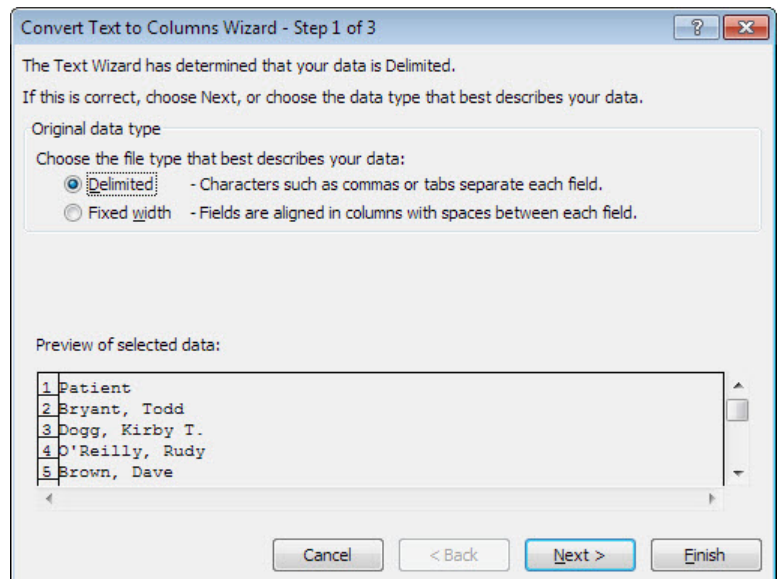 Convert Text to Columns Wizard - Step 1 of 3
The Text Wizard has determined that your data is Delimited.
If this is correct, choose Next, or choose the data type that best describes your data.
Original data type
Choose the file type that best describes your data:
Delimited - Characters such as commas or tabs separate each field.
Fixed width - Fields are aligned in columns with spaces between each field.
Preview of selected data:
1 Patient
2 Bryant, Todd
3 Dogg, Kirby T.
4 O'Reilly, Rudy
5 Brown, Dave
Cancel < Back Next > Finish